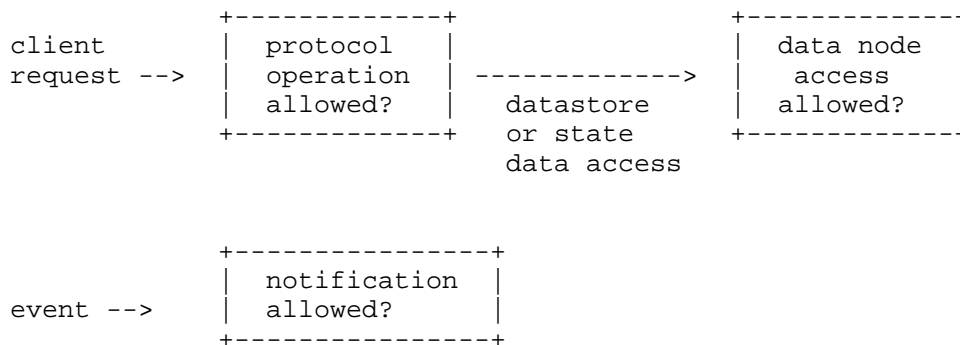 +-------------+                 +--------------
client        |  protocol   |                 |  data node
request -->   |  operation  | ------------->  |   access
              |  allowed?   |   datastore     |  allowed?
              +-------------+   or state      +--------------
                                data access
              +----------------+
              |  notification  |
event -->     |  allowed?      |
              +----------------+